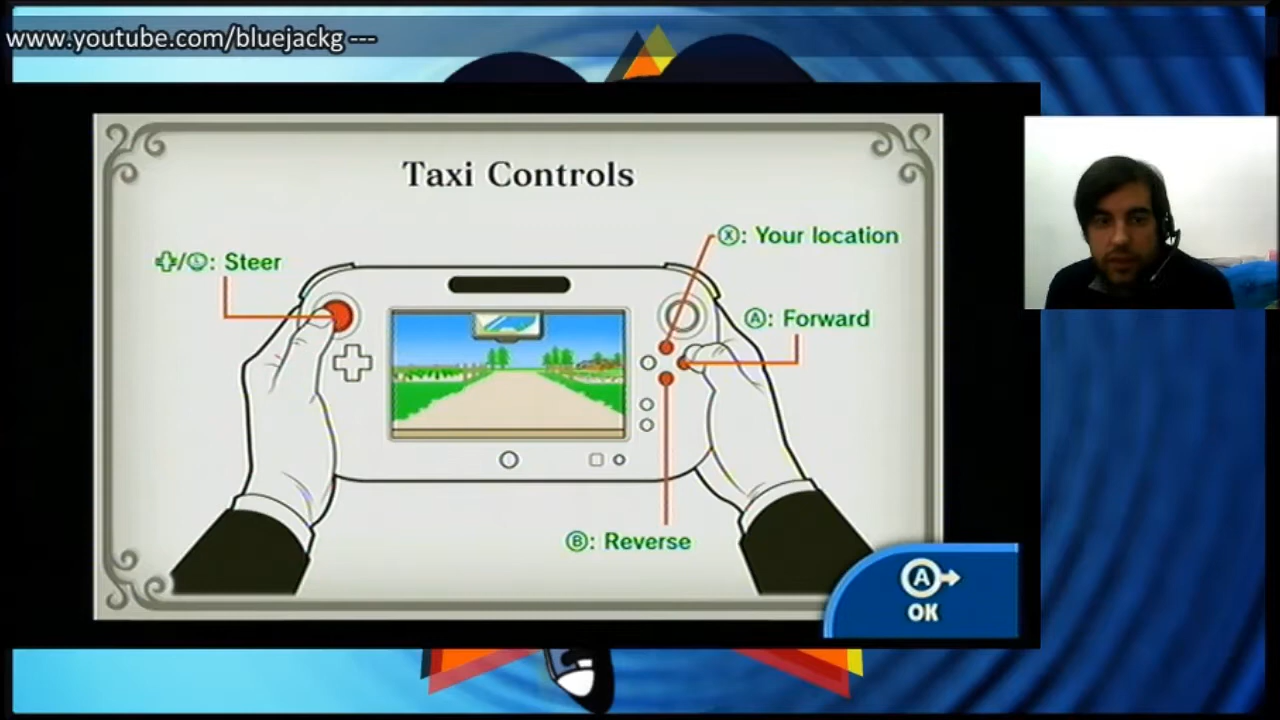 www.youtube.com/bluejackg ---
Taxi Controls
Ⓧ: Your location
✚/Ⓛ: Steer
Ⓐ: Forward
Ⓑ: Reverse
Ⓐ→
OK